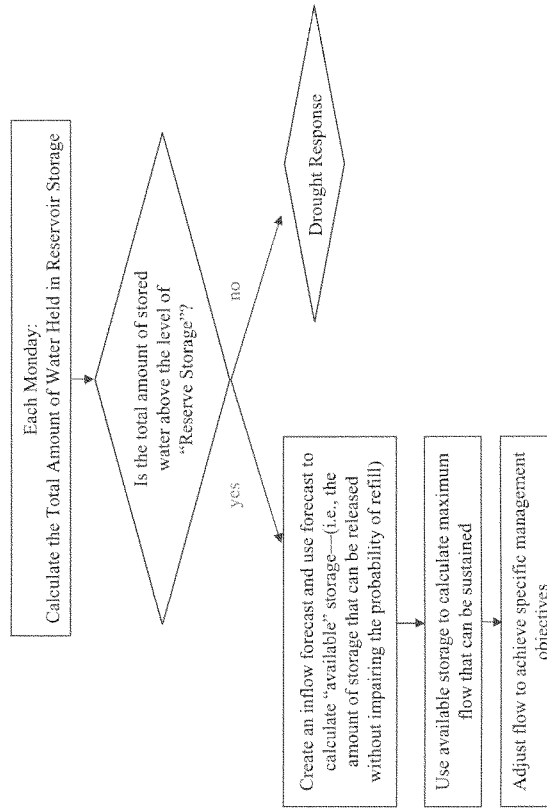 Each Monday:
Calculate the Total Amount of Water Held in Reservoir Storage
Is the total amount of stored
water above the level of
“Reserve Storage”?
yes
no
Create an inflow forecast and use forecast to
calculate “available” storage—(i.e., the
amount of storage that can be released
without impairing the probability of refill)
Drought Response
Use available storage to calculate maximum
flow that can be sustained
Adjust flow to achieve specific management
objectives